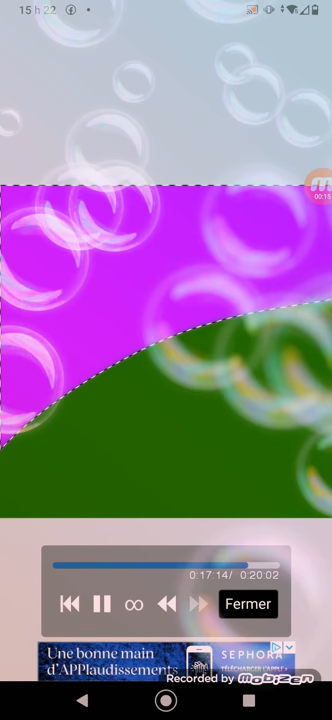 15 h 22
00:15
0:17.14/ 0:20.02
Fermer
Une bonne main
d'APPlaudissements
SEPHORA
TÉLÉCHARGER L'APPLE*
Recorded by mobizen